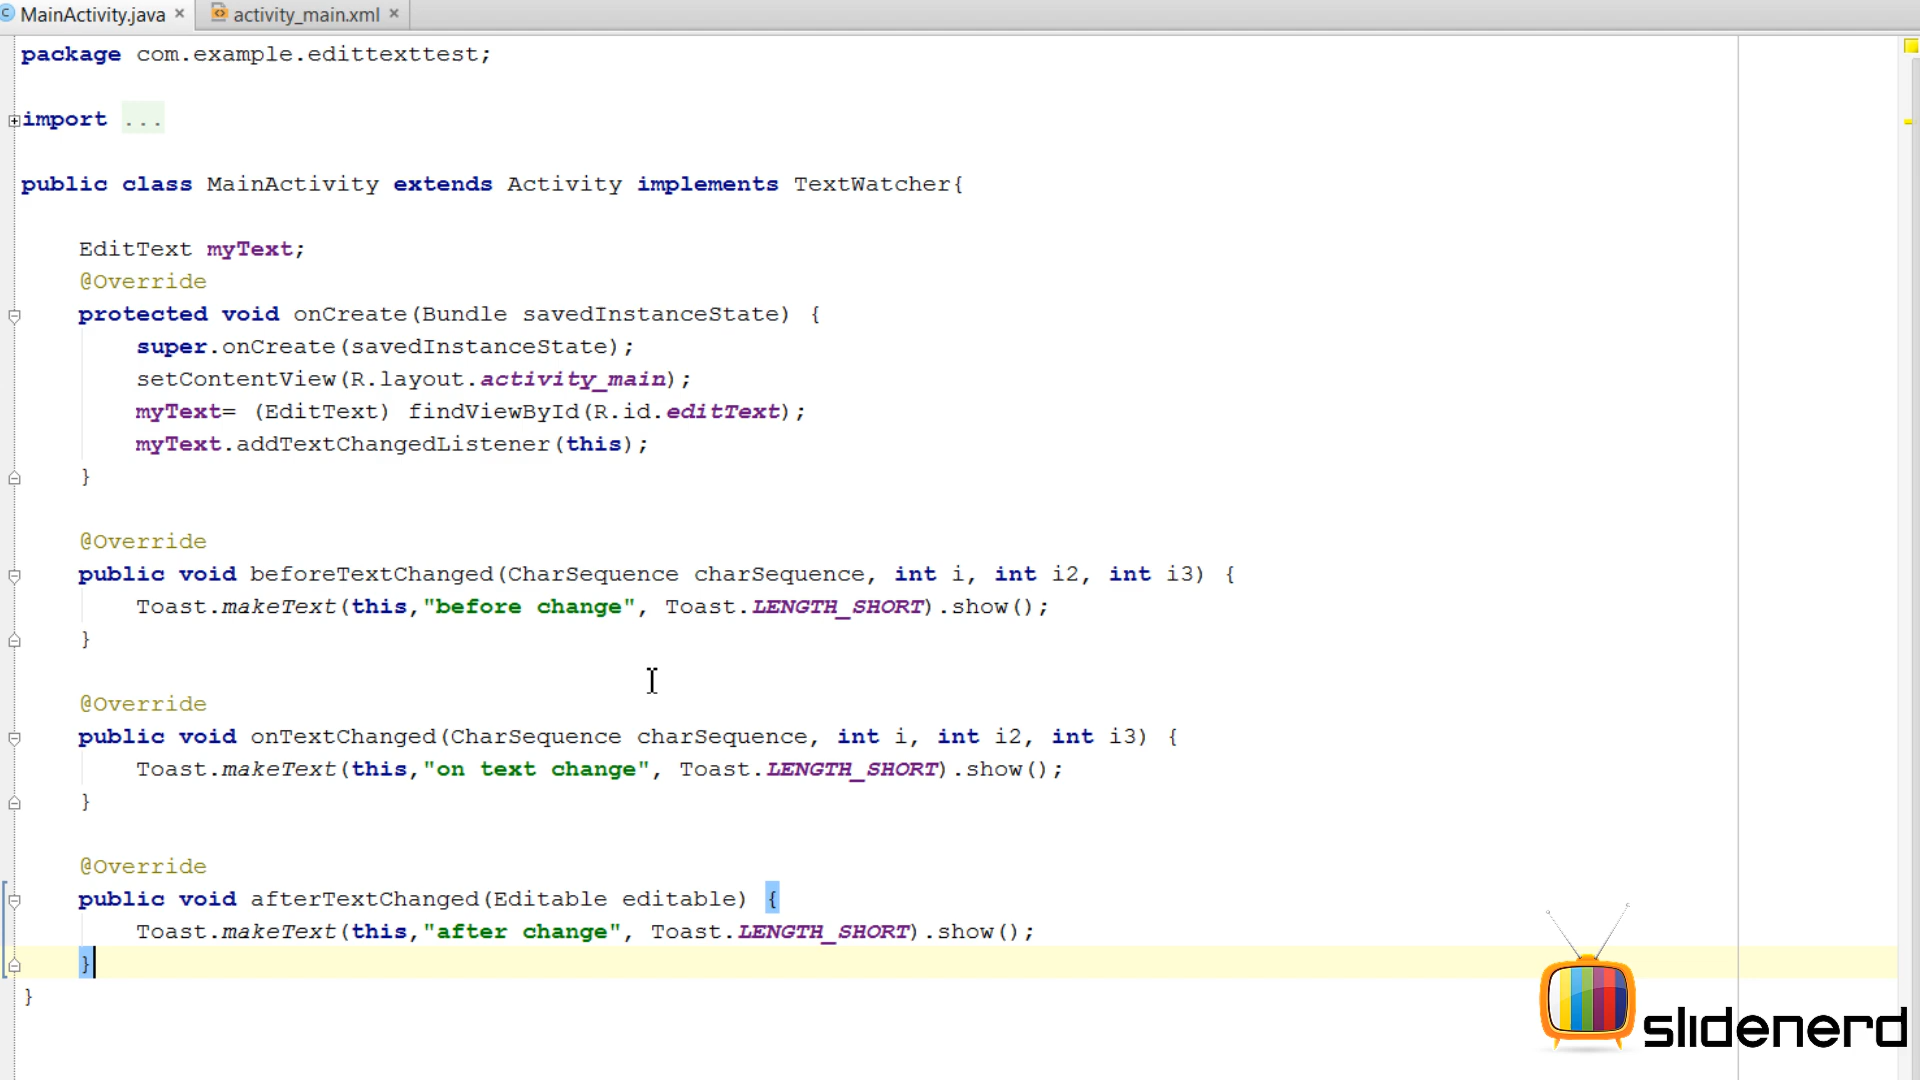 MainActivity.java
activity_main.xml
package com.example.edittexttest;
import ...
public class MainActivity extends Activity implements TextWatcher{
EditText myText;
@Override
protected void onCreate(Bundle savedInstanceState) {
super.onCreate(savedInstanceState);
setContentView(R.layout.activity_main);
myText= (EditText) findViewById(R.id.editText);
myText.addTextChangedListener(this);
}
@Override
public void beforeTextChanged(CharSequence charSequence, int i, int i2, int i3) {
Toast.makeText(this,"before change", Toast.LENGTH_SHORT).show();
}
@Override
public void onTextChanged(CharSequence charSequence, int i, int i2, int i3) {
Toast.makeText(this,"on text change", Toast.LENGTH_SHORT).show();
}
@Override
public void afterTextChanged(Editable editable) {
Toast.makeText(this,"after change", Toast.LENGTH_SHORT).show();
}
}
slidenerd